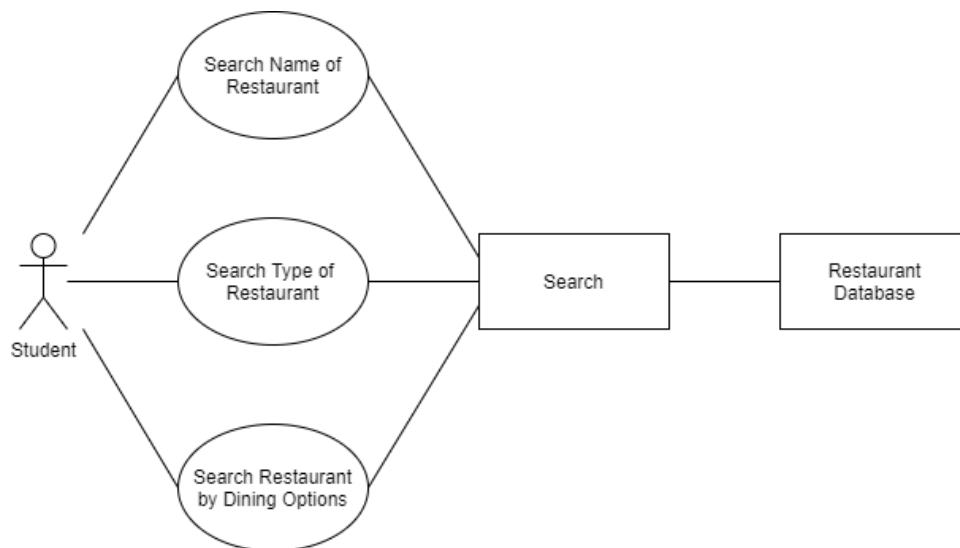 Search Name of
Restaurant
Student
Search Type of
Restaurant
Search
Restaurant
Database
Search Restaurant
by Dining Options